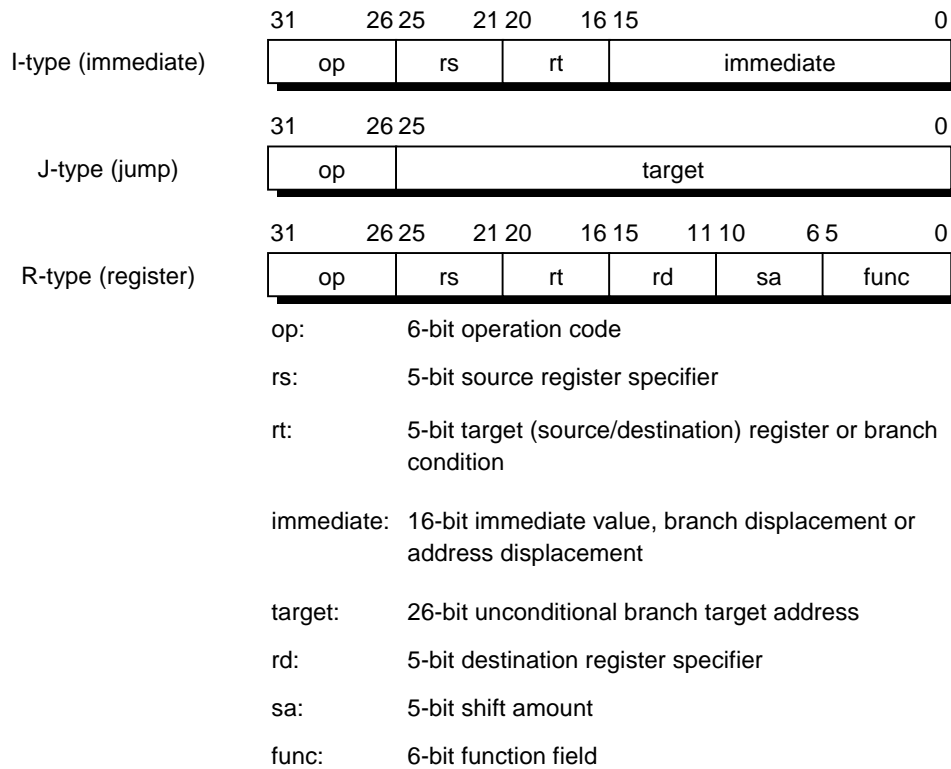 31 26 25 21 20 16 15 0
I-type (immediate) op rs rt immediate
31 26 25 0
J-type (jump) op target
31 26 25 21 20 16 15 11 10 6 5 0
R-type (register) op rs rt rd sa func
op: 6-bit operation code
rs: 5-bit source register specifier
rt: 5-bit target (source/destination) register or branch
condition
immediate: 16-bit immediate value, branch displacement or
address displacement
target: 26-bit unconditional branch target address
rd: 5-bit destination register specifier
sa: 5-bit shift amount
func: 6-bit function field